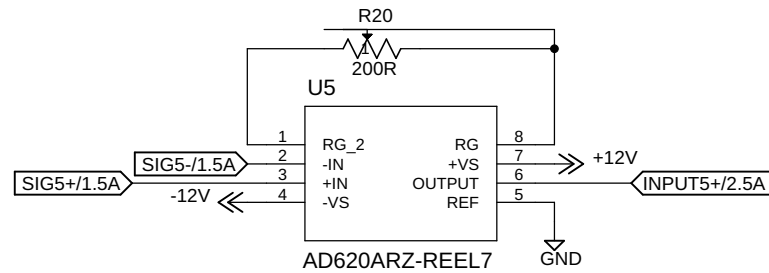 R20
1
200R
U5
1 RG_2 RG 8
SIG5-/1.5A 2 -IN +VS 7 +12V
SIG5+/1.5A 3 +IN OUTPUT 6 INPUT5+/2.5A
-12V 4 -VS REF 5
GND
AD620ARZ-REEL7